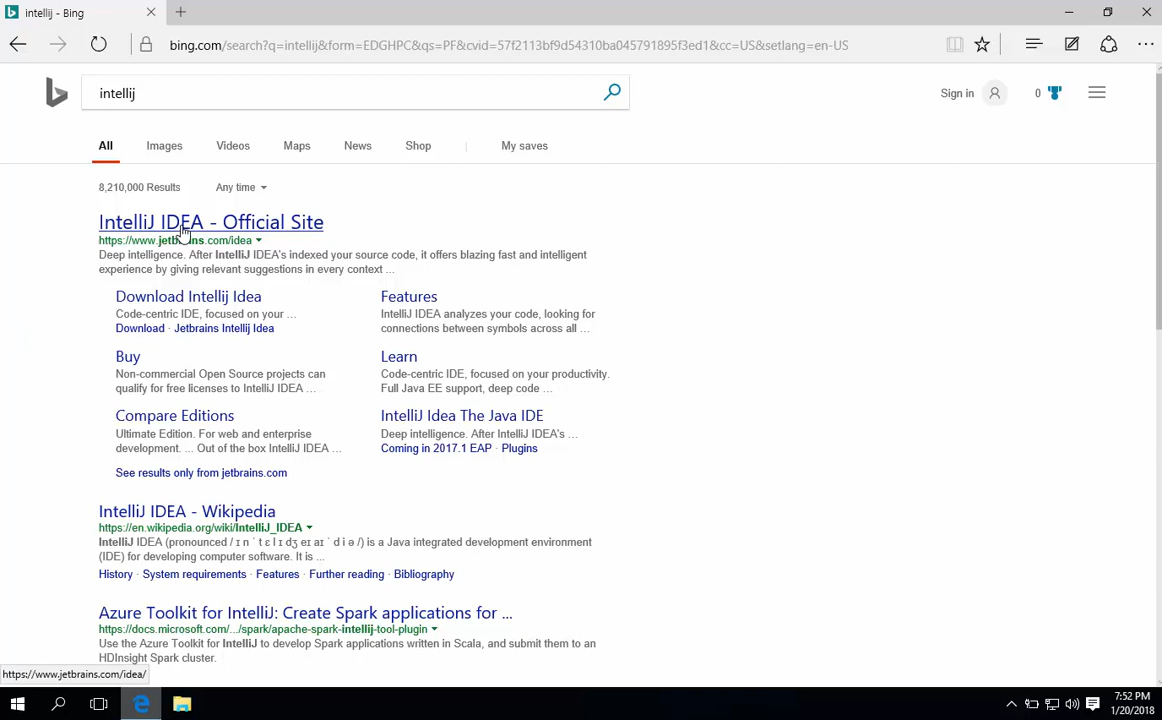 intellij - Bing
bing.com/search?q=intellij&form=EDGHPC&qs=PF&cvid=57f2113bf9d54310ba045791895f3ed1&cc=US&setlang=en-US
intellij
Sign in
0
All Images Videos Maps News Shop My saves
8,210,000 Results Any time
IntelliJ IDEA - Official Site
https://www.jetbrains.com/idea
Deep intelligence. After IntelliJ IDEA's indexed your source code, it offers blazing fast and intelligent
experience by giving relevant suggestions in every context ...
Download Intellij Idea
Code-centric IDE, focused on your ...
Download · Jetbrains Intellij Idea
Features
IntelliJ IDEA analyzes your code, looking for
connections between symbols across all ...
Buy
Non-commercial Open Source projects can
qualify for free licenses to IntelliJ IDEA ...
Learn
Code-centric IDE, focused on your productivity.
Full Java EE support, deep code ...
Compare Editions
Ultimate Edition. For web and enterprise
development. ... Out of the box IntelliJ IDEA ...
IntelliJ Idea The Java IDE
Deep intelligence. After IntelliJ IDEA's ...
Coming in 2017.1 EAP · Plugins
See results only from jetbrains.com
IntelliJ IDEA - Wikipedia
https://en.wikipedia.org/wiki/IntelliJ_IDEA
IntelliJ IDEA (pronounced / ɪ n ˈ t ɛ l ɪ dʒ eɪ aɪ ˈ d i ə /) is a Java integrated development environment
(IDE) for developing computer software. It is ...
History · System requirements · Features · Further reading · Bibliography
Azure Toolkit for IntelliJ: Create Spark applications for ...
https://docs.microsoft.com/.../spark/apache-spark-intellij-tool-plugin
Use the Azure Toolkit for IntelliJ to develop Spark applications written in Scala, and submit them to an
HDInsight Spark cluster.
https://www.jetbrains.com/idea/
7:52 PM
1/20/2018